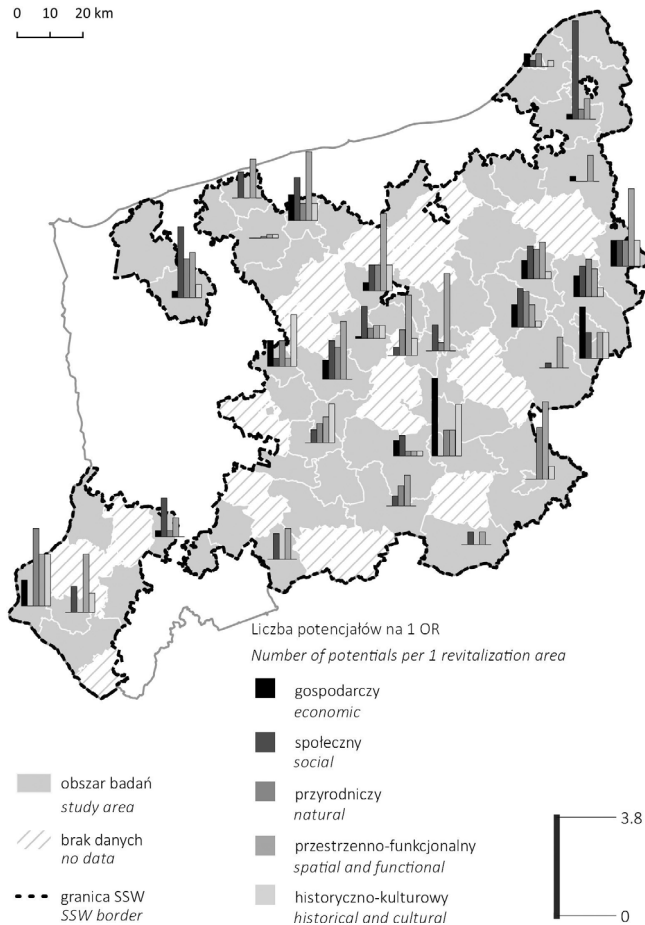 0 10 20 km
Liczba potencjałów na 1 OR
Number of potentials per 1 revitalization area
gospodarczy
economic
społeczny
social
przyrodniczy
natural
przestrzenno-funkcjonalny
spatial and functional
historyczno-kulturowy
historical and cultural
obszar badań
study area
brak danych
no data
granica SSW
SSW border
3.8
0